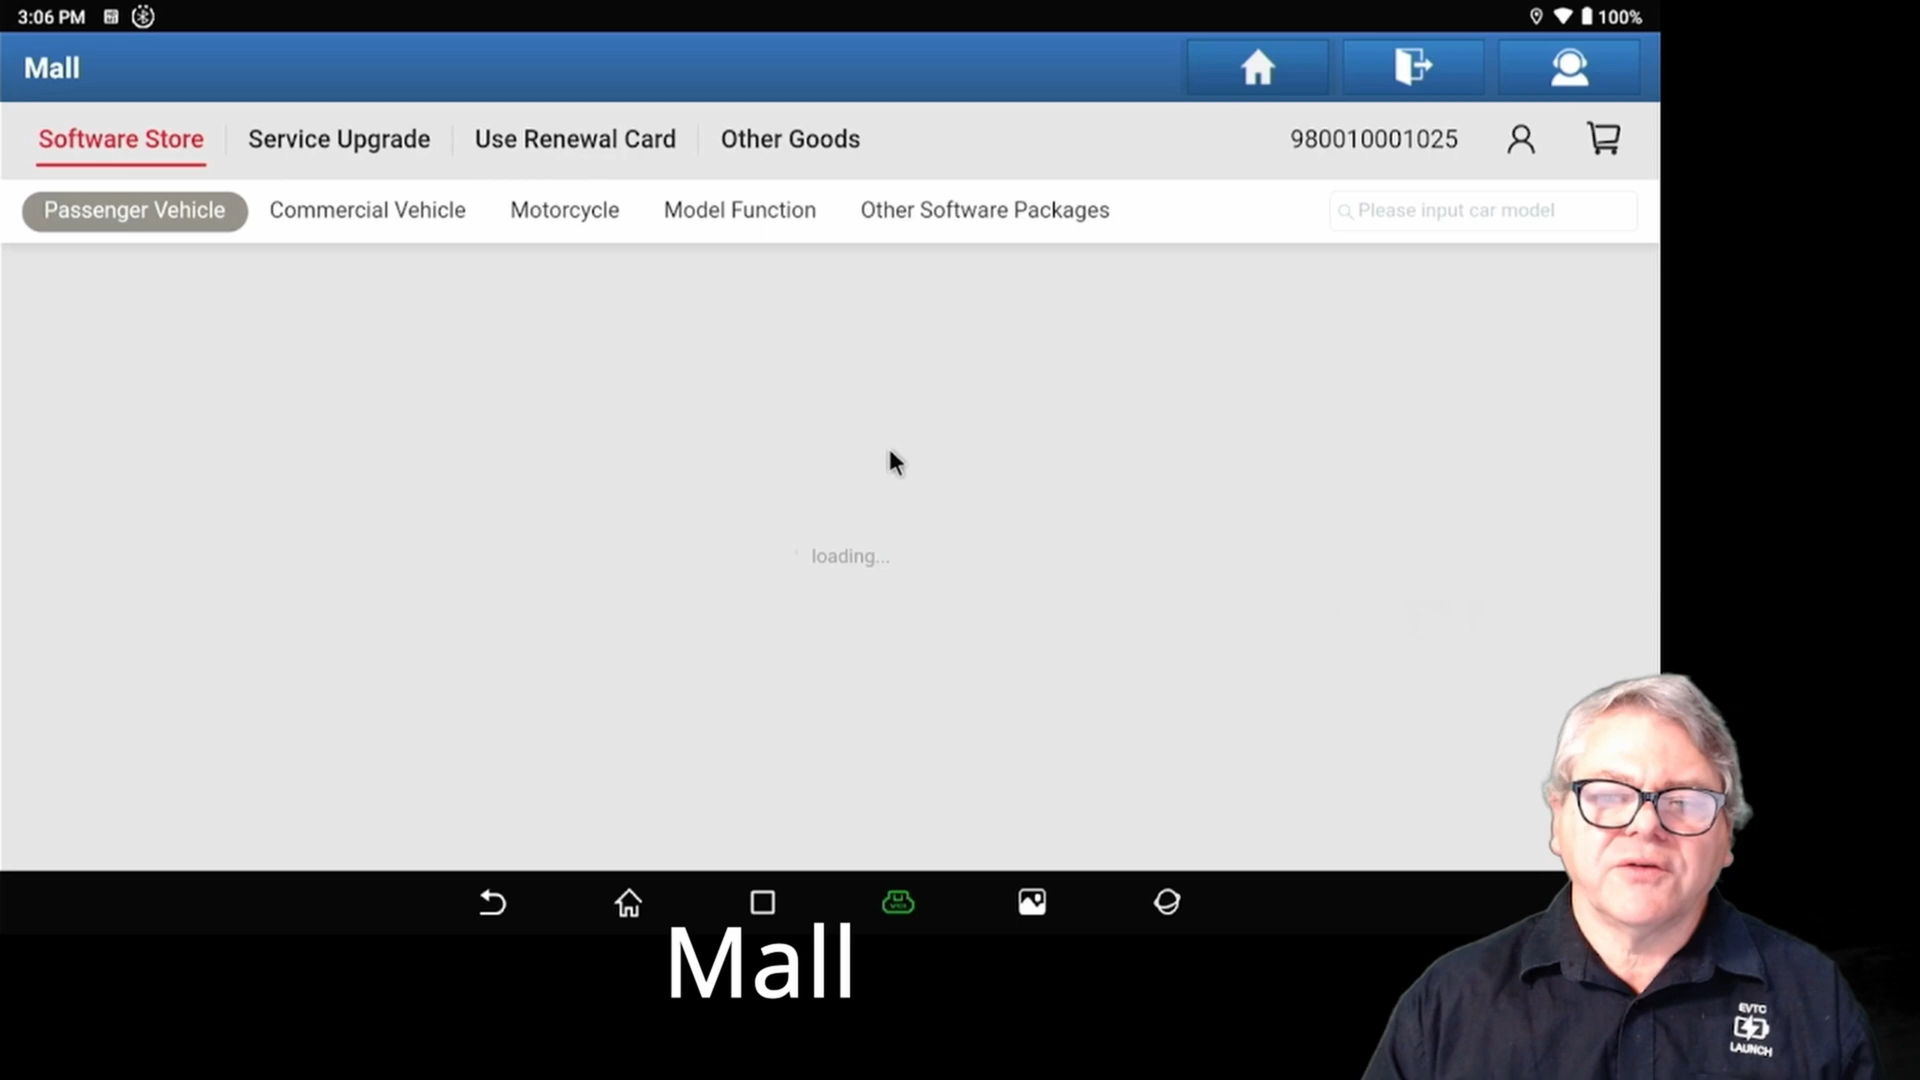 3:06 PM 100%
Mall
Software Store Service Upgrade Use Renewal Card Other Goods 980010001025
Passenger Vehicle Commercial Vehicle Motorcycle Model Function Other Software Packages Please input car model
loading...
VCI
Mall
EVTC
LAUNCH